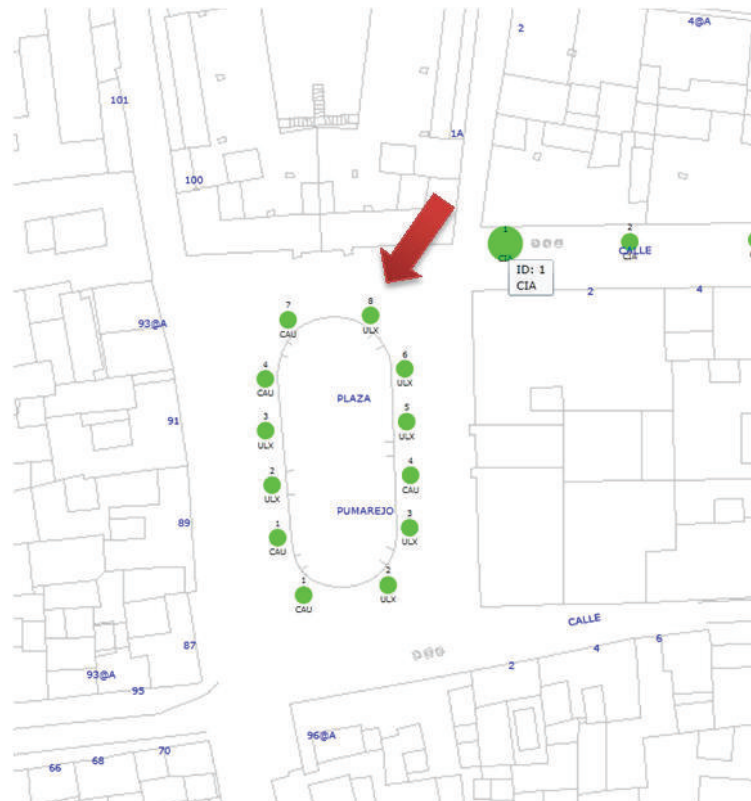 2
4@A
101
1A
100
1
CIA
2
CIA
CALLE
ID: 1
CIA
2
4
7
CAU
8
ULX
93@A
6
ULX
4
CAU
PLAZA
91
5
ULX
3
ULX
4
CAU
2
ULX
PUMAREJO
89
3
ULX
1
CAU
2
ULX
1
CAU
CALLE
87
2
4
6
93@A
95
96@A
70
68
66